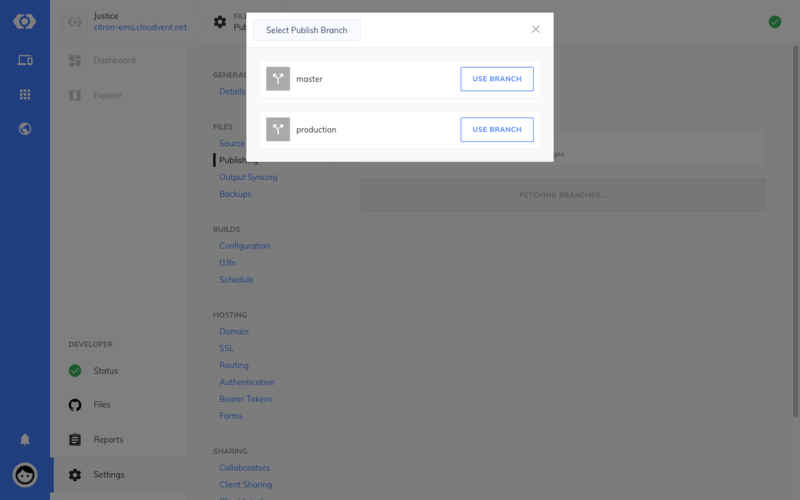 Justice
citron-emu.cloudvent.net
Dashboard
Explore
DEVELOPER
Status
Files
Reports
Settings
GENERAL
Details
FILES
Source
Publishing
Output Syncing
Backups
BUILDS
Configuration
I18n
Schedule
HOSTING
Domain
SSL
Routing
Authentication
Bearer Tokens
Forms
SHARING
Collaborators
Client Sharing
Select Publish Branch
master
USE BRANCH
production
USE BRANCH
FETCHING BRANCHES...